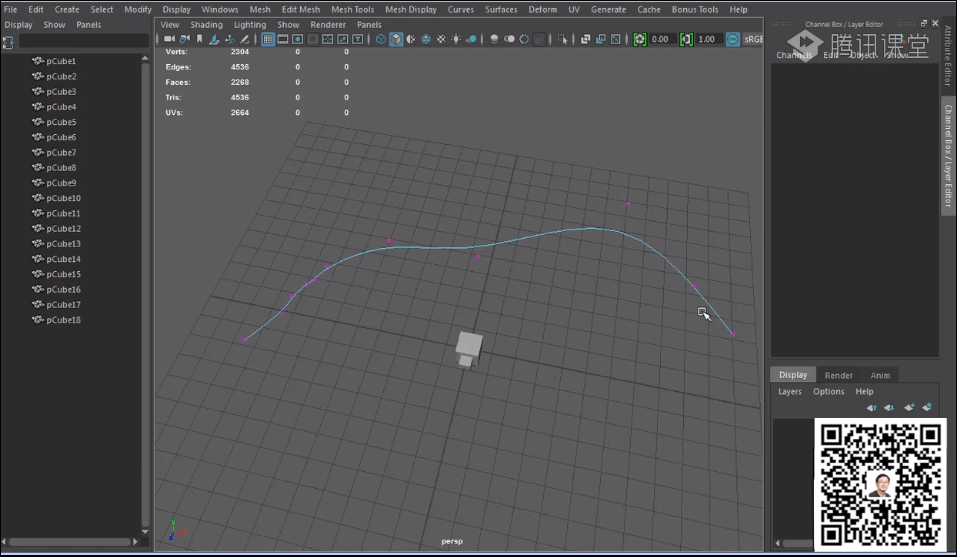 File Edit Create Select Modify Display Windows Mesh Edit Mesh Mesh Tools Mesh Display Curves Surfaces Deform UV Generate Cache Bonus Tools Help
Display Show Panels
View Shading Lighting Show Renderer Panels
Channel Box / Layer Editor
0.00 1.00 sRGB
腾讯课堂
Channels Edit Object Show
Verts: 2304 0 0
Edges: 4536 0 0
Faces: 2268 0 0
Tris: 4536 0 0
UVs: 2664 0 0
pCube1
pCube2
pCube3
pCube4
pCube5
pCube6
pCube7
pCube8
pCube9
pCube10
pCube11
pCube12
pCube13
pCube14
pCube15
pCube16
pCube17
pCube18
persp
Attribute Editor
Channel Box / Layer Editor
Display Render Anim
Layers Options Help